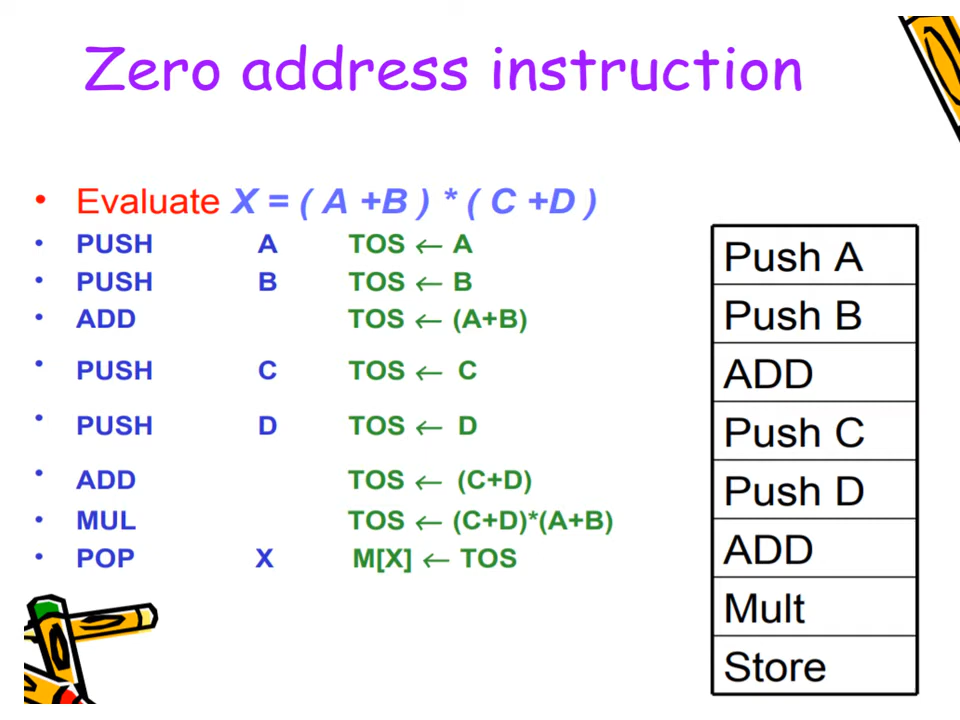 Zero address instruction
• Evaluate X = ( A +B ) * ( C +D )
• PUSH A TOS ← A
• PUSH B TOS ← B
• ADD TOS ← (A+B)
• PUSH C TOS ← C
• PUSH D TOS ← D
• ADD TOS ← (C+D)
• MUL TOS ← (C+D)*(A+B)
• POP X M[X] ← TOS
Push A
Push B
ADD
Push C
Push D
ADD
Mult
Store